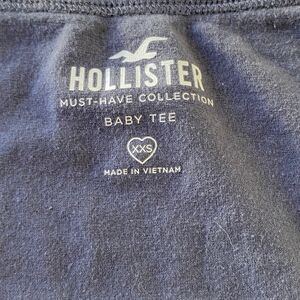 HOLLISTER
MUST-HAVE COLLECTION
BABY TEE
XXS
MADE IN VIETNAM